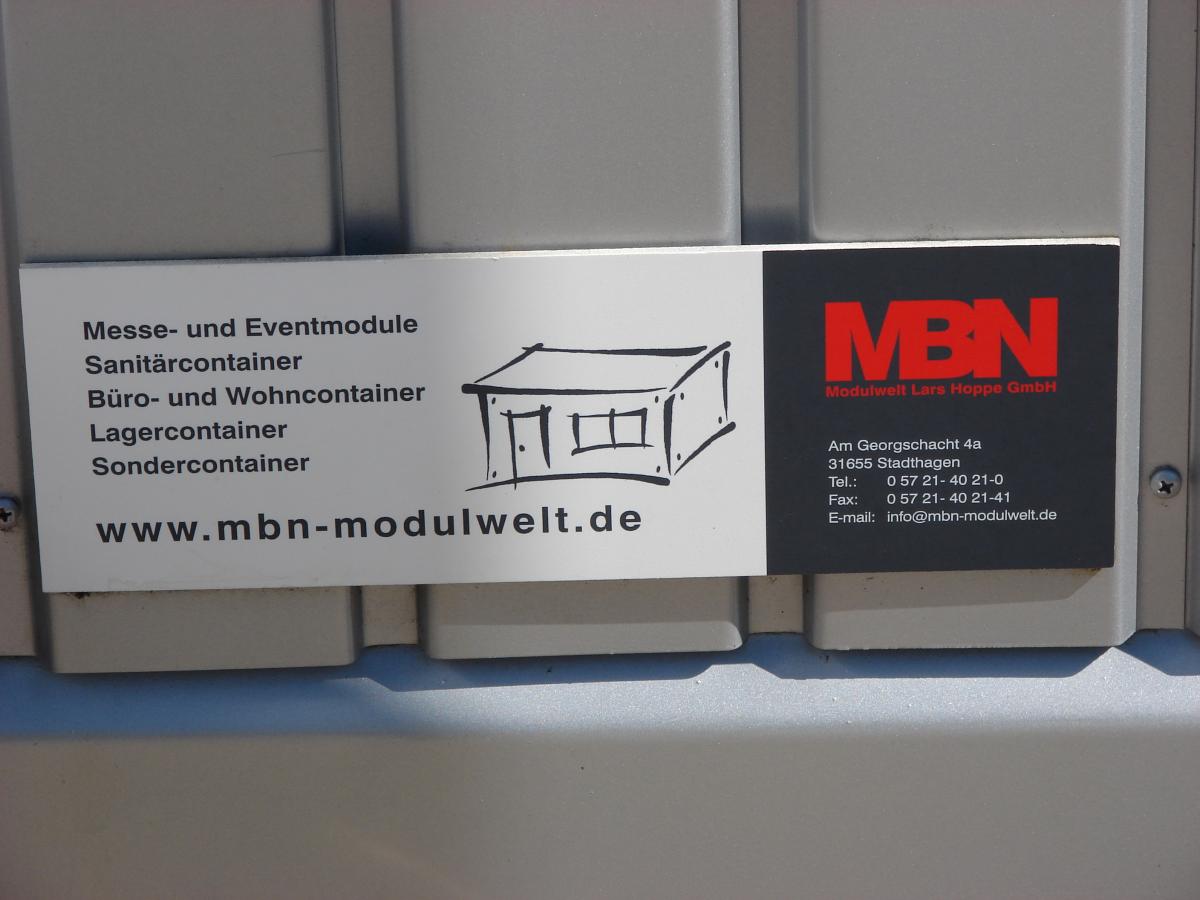 Messe- und Eventmodule
Sanitärcontainer
Büro- und Wohncontainer
Lagercontainer
Sondercontainer
www.mbn-modulwelt.de
MBN
Modulwelt Lars Hoppe GmbH
Am Georgschacht 4a
31655 Stadthagen
Tel.: 0 57 21- 40 21-0
Fax: 0 57 21- 40 21-41
E-mail: info@mbn-modulwelt.de